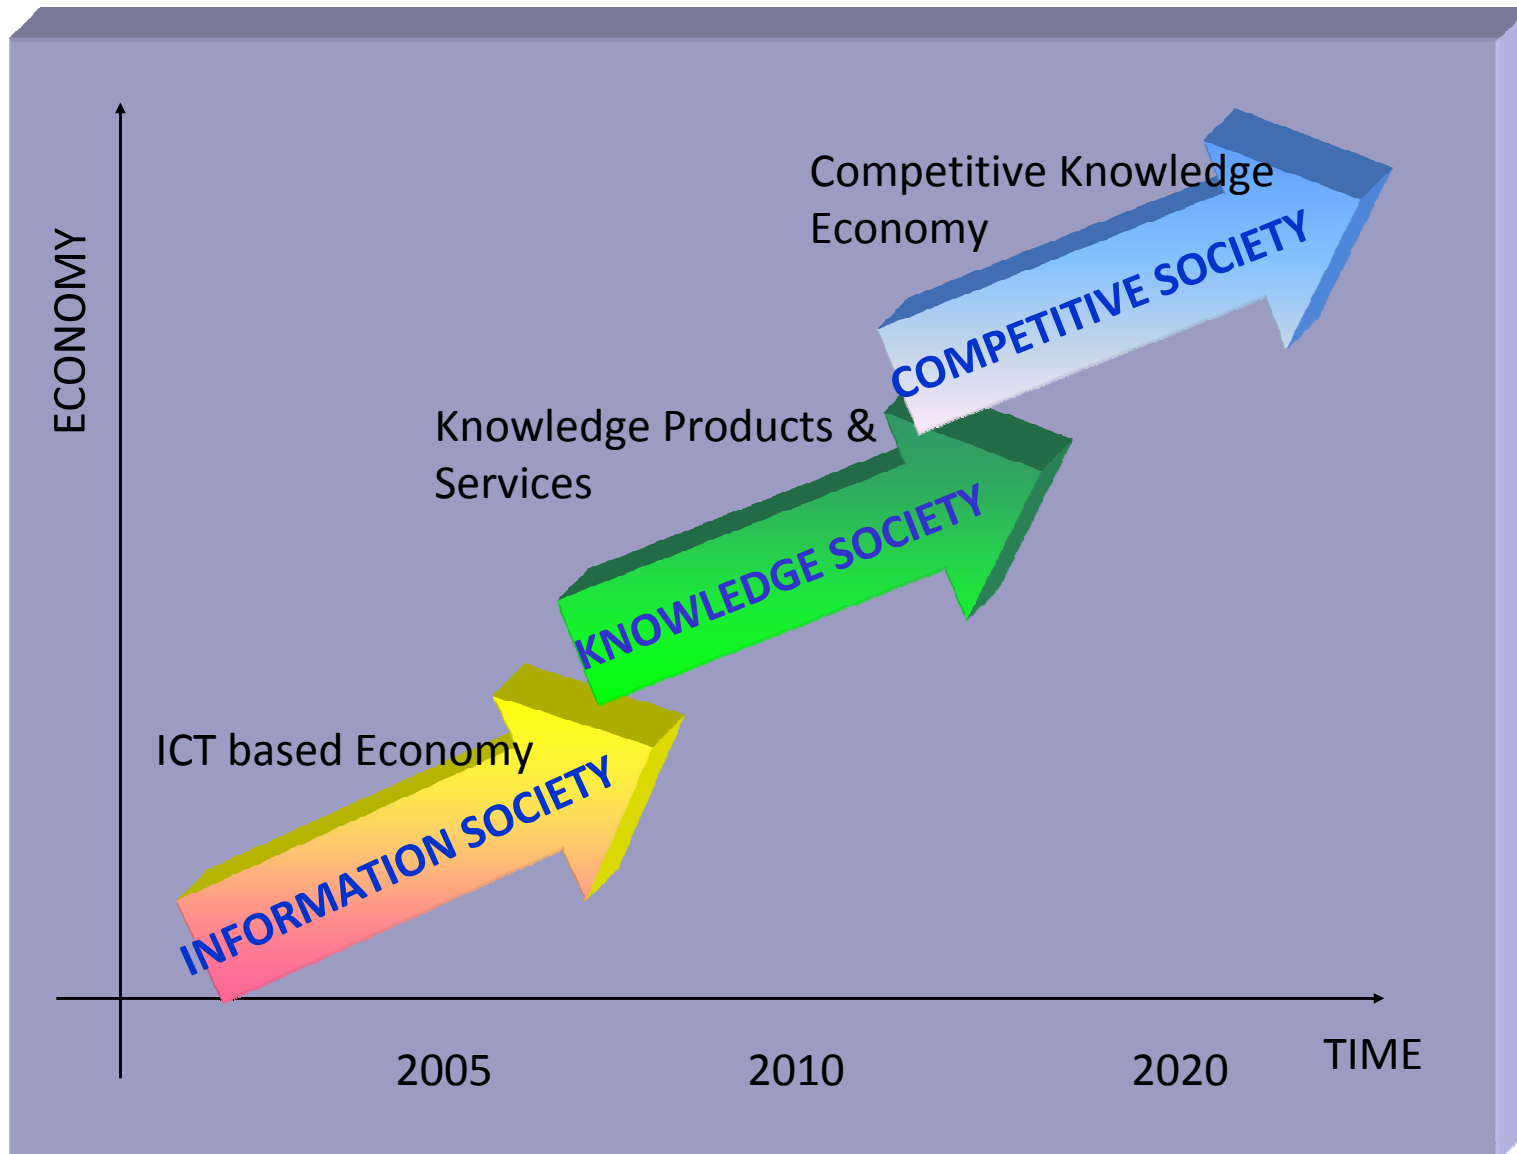 Competitive Knowledge
Economy
COMPETITIVE SOCIETY
ECONOMY
Knowledge Products &
Services
KNOWLEDGE SOCIETY
ICT based Economy
INFORMATION SOCIETY
2005
2010
2020
TIME